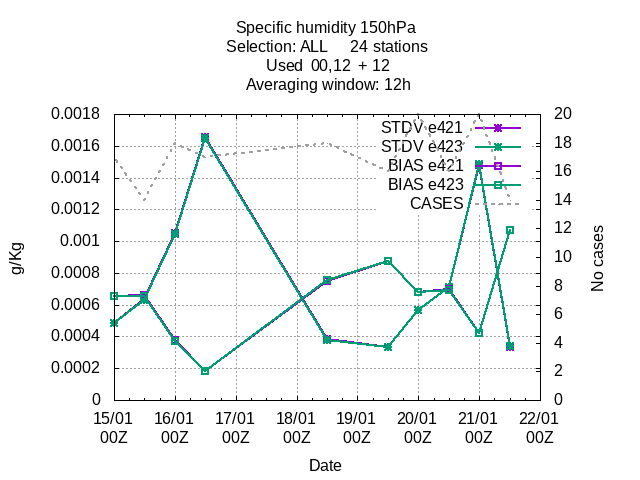 Specific humidity 150hPa
Selection: ALL     24 stations
Used  00,12  + 12
Averaging window: 12h
0.0018
0.0016
0.0014
0.0012
0.001
0.0008
0.0006
0.0004
0.0002
0
g/Kg
STDV e421
STDV e423
BIAS e421
BIAS e423
CASES
20
18
16
14
12
10
8
6
4
2
0
No cases
15/01 16/01 17/01 18/01 19/01 20/01 21/01 22/01
00Z 00Z 00Z 00Z 00Z 00Z 00Z 00Z
Date